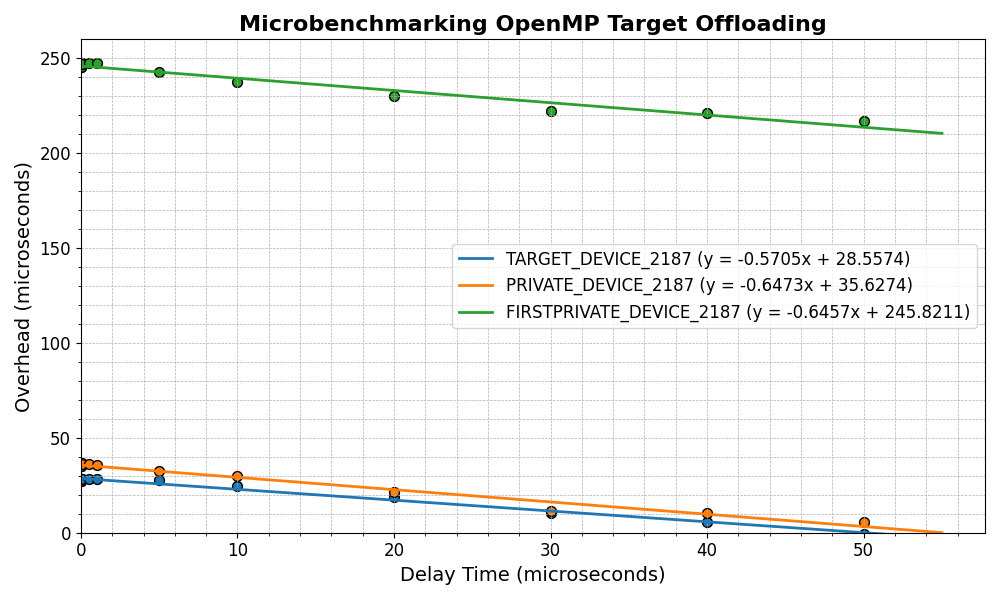 Microbenchmarking OpenMP Target Offloading
250
200
150
100
50
0
Overhead (microseconds)
TARGET_DEVICE_2187 (y = -0.5705x + 28.5574)
PRIVATE_DEVICE_2187 (y = -0.6473x + 35.6274)
FIRSTPRIVATE_DEVICE_2187 (y = -0.6457x + 245.8211)
0 10 20 30 40 50
Delay Time (microseconds)